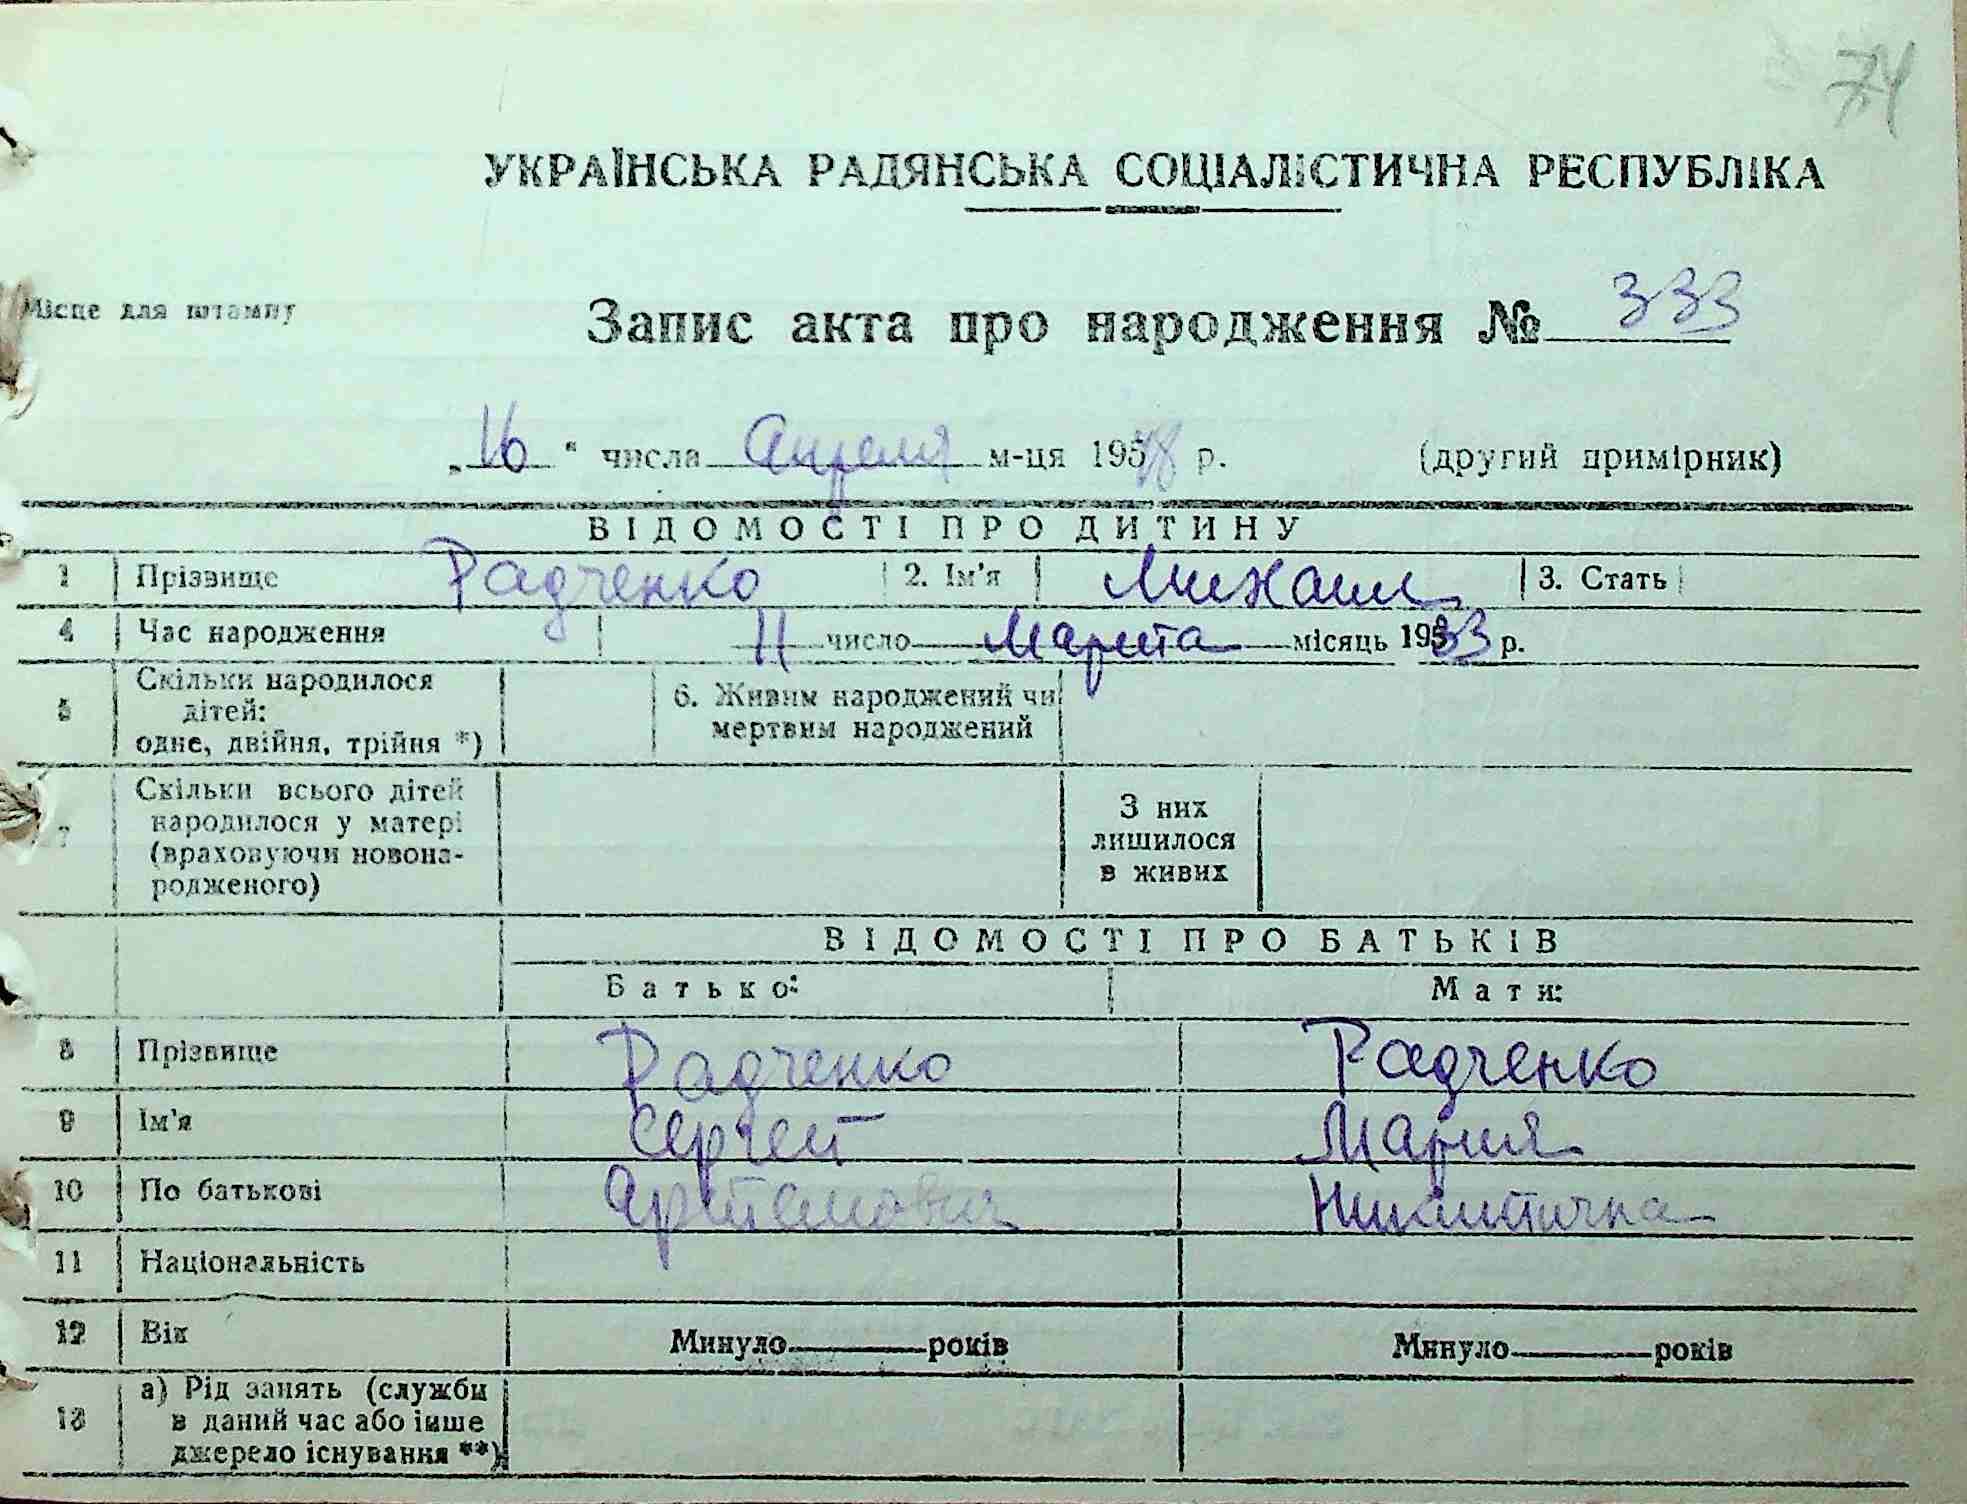 74
УКРАЇНСЬКА РАДЯНСЬКА СОЦІАЛІСТИЧНА РЕСПУБЛІКА
Місце для штампу
Запис акта про народження № 333
„16“ числа Апреля м-ця 1948 р. (другий примірник)
ВІДОМОСТІ ПРО ДИТИНУ
1 Прізвище Радченко 2. Ім'я Михаил 3. Стать
4 Час народження 11 число Марта місяць 1933 р.
5 Скільки народилося дітей: одне, двійня, трійня *) 6. Живим народжений чи мертвим народжений
7 Скільки всього дітей народилося у матері (враховуючи новонародженого) З них лишилося в живих
ВІДОМОСТІ ПРО БАТЬКІВ
Батько: Мати:
8 Прізвище Радченко Радченко
9 Ім'я Сергей Мария
10 По батькові Артемович Никитична
11 Національність
12 Вік Минуло років Минуло років
13 а) Рід занять (служби в даний час або інше джерело існування **)